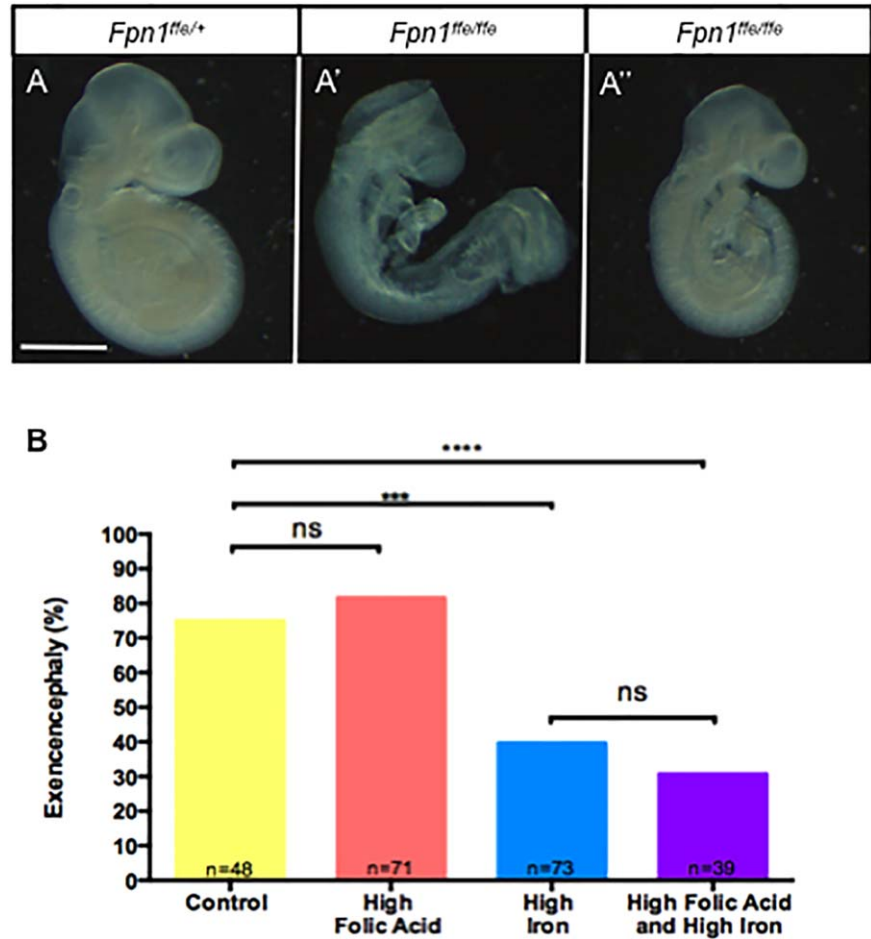 Fpn1ffe/+ Fpn1ffe/ffe Fpn1ffe/ffe
A A' A''
B
****
***
ns
ns
100
90
80
70
60
50
40
30
20
10
0
Exencencephaly (%)
n=48 n=71 n=73 n=39
Control High High High Folic Acid
Folic Acid Iron and High Iron